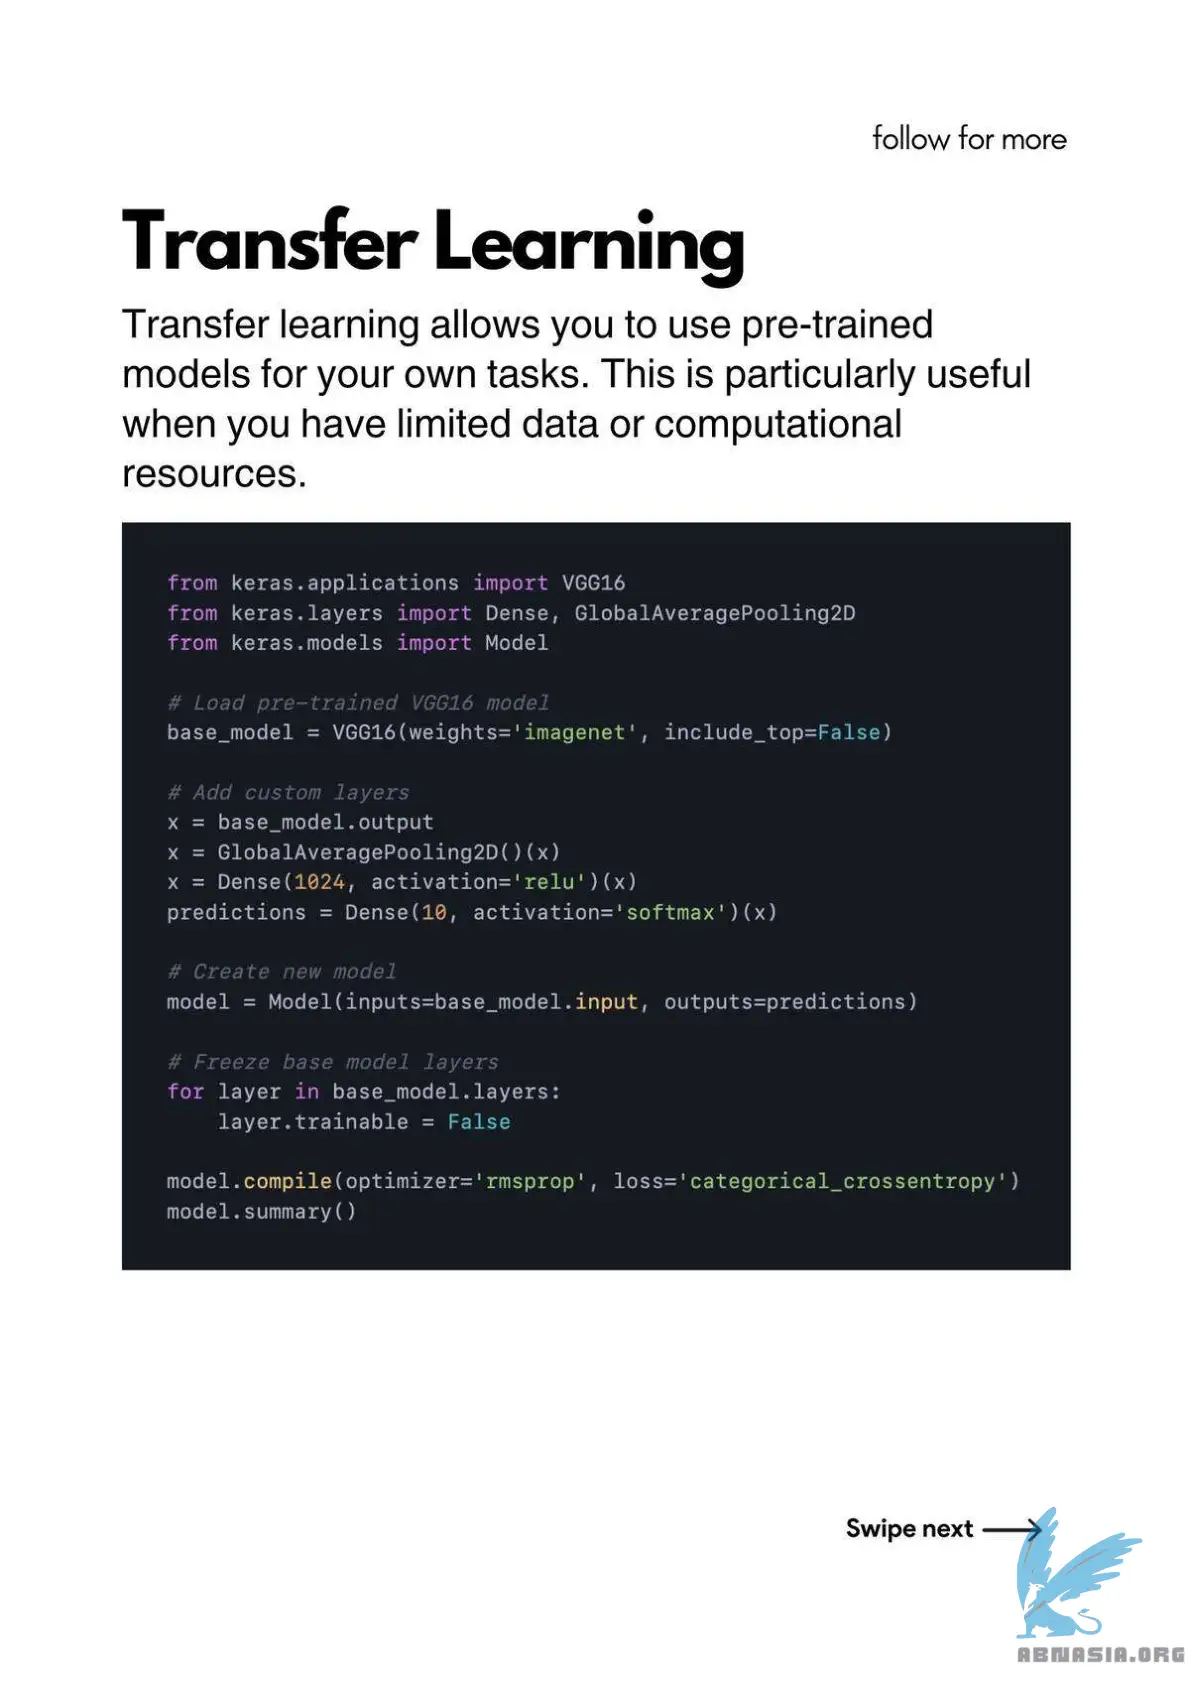 follow for more
Transfer Learning
Transfer learning allows you to use pre-trained
models for your own tasks. This is particularly useful
when you have limited data or computational
resources.
from keras.applications import VGG16
from keras.layers import Dense, GlobalAveragePooling2D
from keras.models import Model
# Load pre-trained VGG16 model
base_model = VGG16(weights='imagenet', include_top=False)
# Add custom layers
x = base_model.output
x = GlobalAveragePooling2D()(x)
x = Dense(1024, activation='relu')(x)
predictions = Dense(10, activation='softmax')(x)
# Create new model
model = Model(inputs=base_model.input, outputs=predictions)
# Freeze base model layers
for layer in base_model.layers:
    layer.trainable = False
model.compile(optimizer='rmsprop', loss='categorical_crossentropy')
model.summary()
Swipe next
ABNASIA.ORG